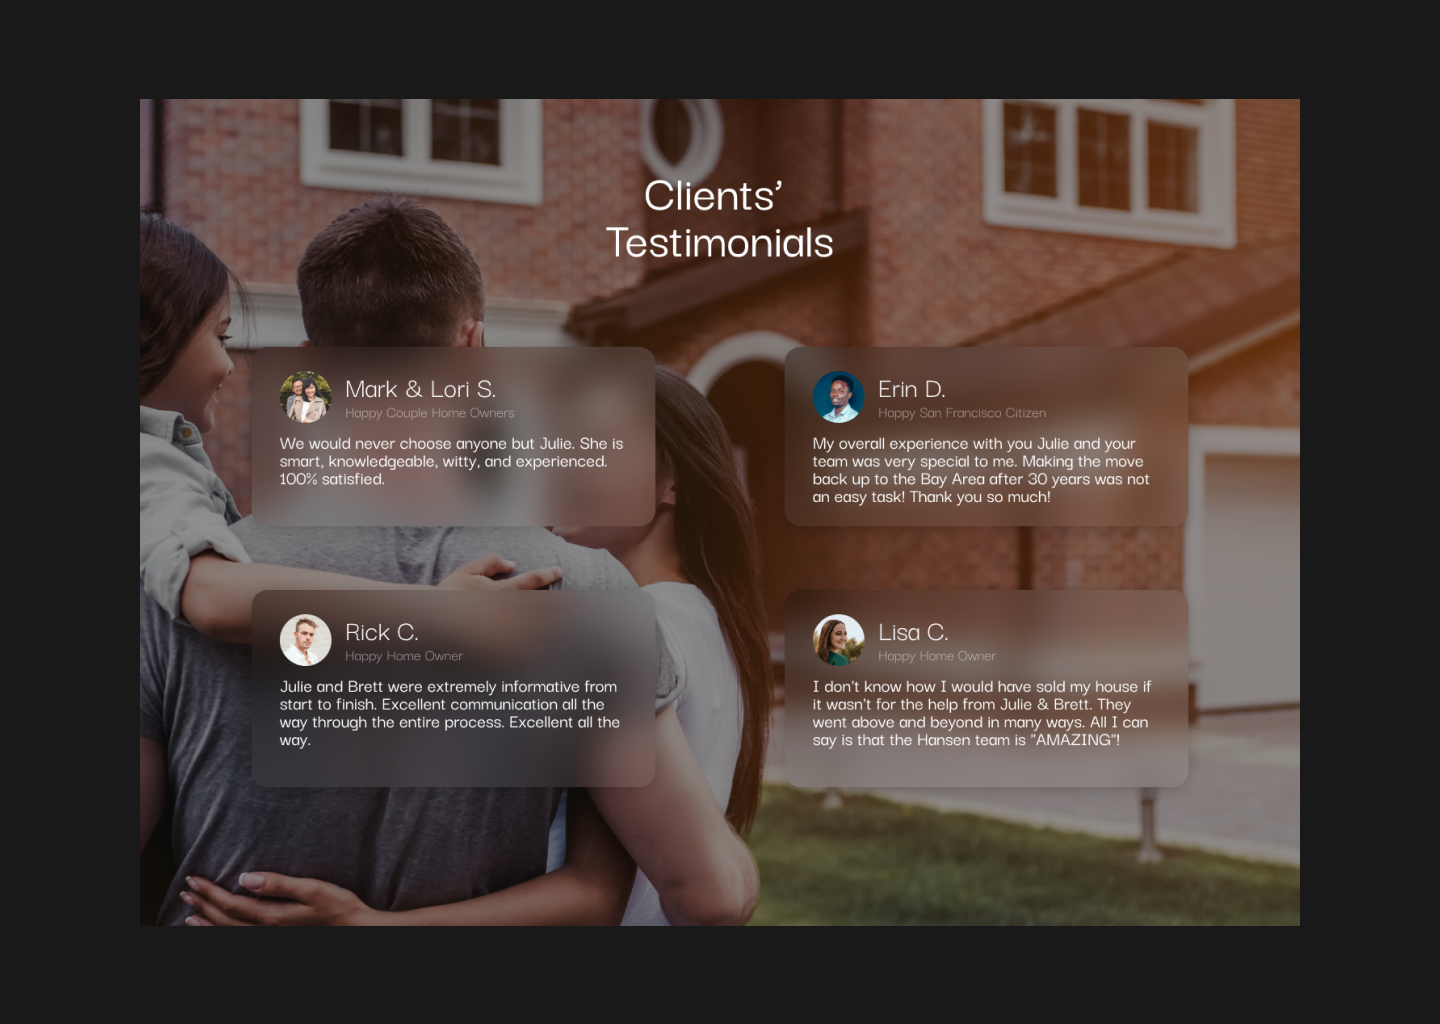 Clients’
Testimonials
Mark & Lori S.
Happy Couple Home Owners
We would never choose anyone but Julie. She is
smart, knowledgeable, witty, and experienced.
100% satisfied.
Erin D.
Happy San Francisco Citizen
My overall experience with you Julie and your
team was very special to me. Making the move
back up to the Bay Area after 30 years was not
an easy task! Thank you so much!
Rick C.
Happy Home Owner
Julie and Brett were extremely informative from
start to finish. Excellent communication all the
way through the entire process. Excellent all the
way.
Lisa C.
Happy Home Owner
I don't know how I would have sold my house if
it wasn't for the help from Julie & Brett. They
went above and beyond in many ways. All I can
say is that the Hansen team is "AMAZING"!